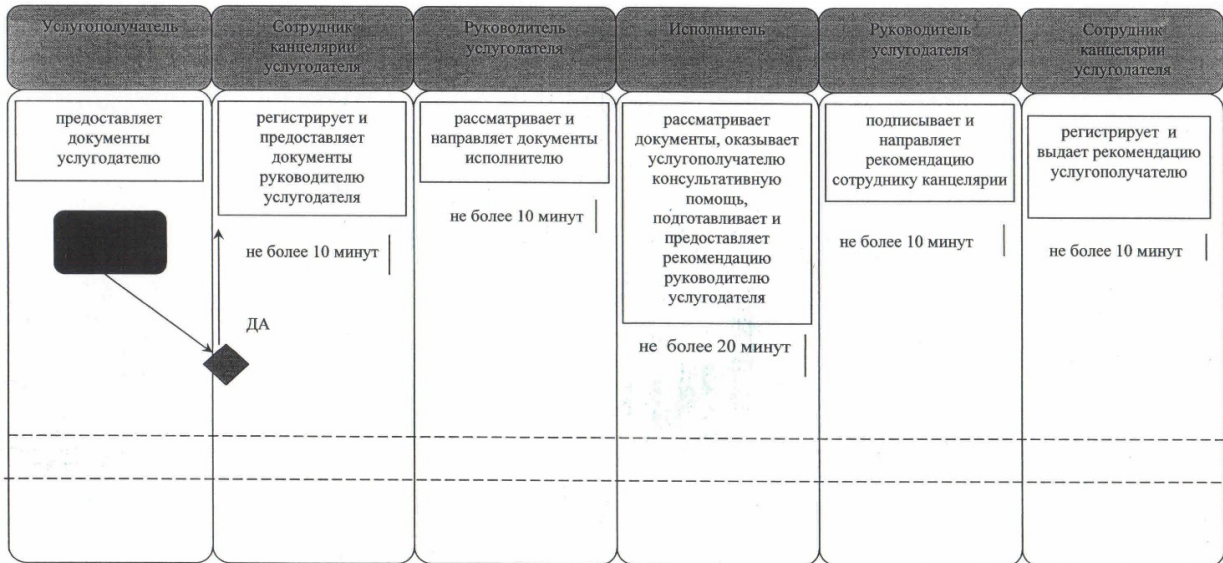 Услугополучатель
Сотрудник
канцелярии
услугодателя
Руководитель
услугодателя
Исполнитель
Руководитель
услугодателя
Сотрудник
канцелярии
услугодателя
предоставляет
документы
услугодателю
регистрирует и
предоставляет
документы
руководителю
услугодателя
не более 10 минут
ДА
рассматривает и
направляет документы
исполнителю
не более 10 минут
рассматривает
документы, оказывает
услугополучателю
консультативную
помощь,
подготавливает и
предоставляет
рекомендацию
руководителю
услугодателя
не более 20 минут
подписывает и
направляет
рекомендацию
сотруднику канцелярии
не более 10 минут
регистрирует и
выдает рекомендацию
услугополучателю
не более 10 минут